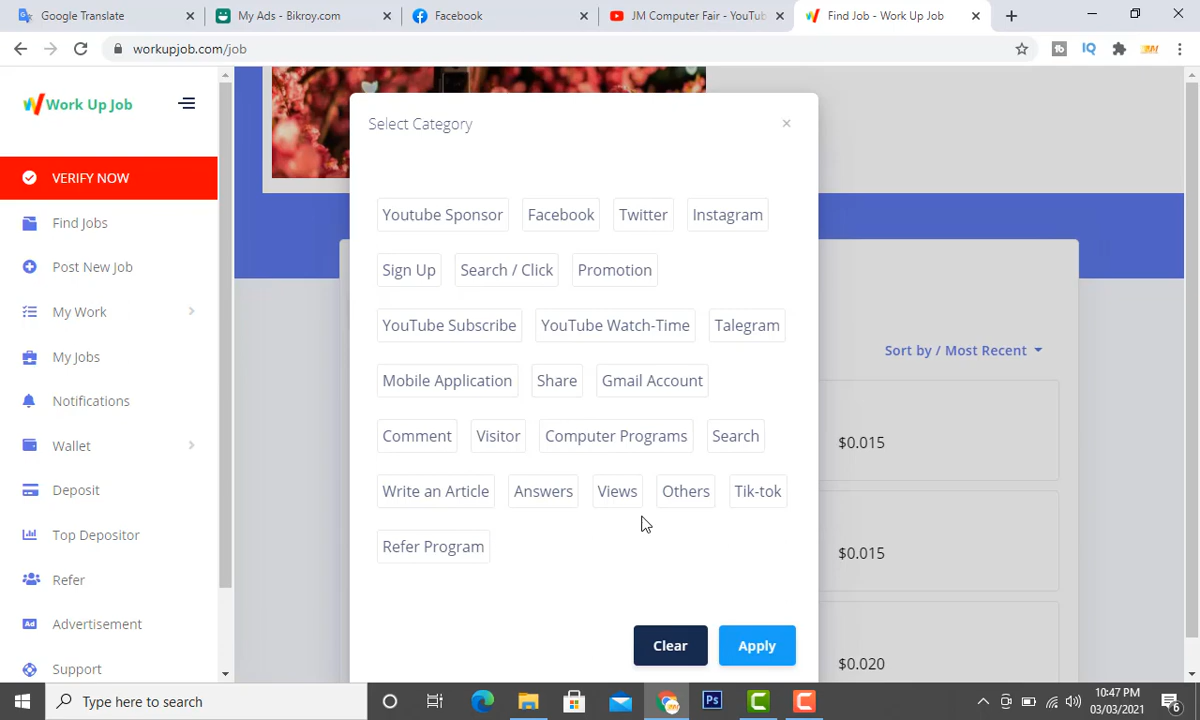 Google Translate
My Ads - Bikroy.com
Facebook
JM Computer Fair - YouTu
Find Job - Work Up Job
workupjob.com/job
IQ
Work Up Job
VERIFY NOW
Find Jobs
Post New Job
My Work
My Jobs
Notifications
Wallet
Deposit
Top Depositor
Refer
Ad Advertisement
Support
Select Category
×
Youtube Sponsor Facebook Twitter Instagram
Sign Up Search / Click Promotion
YouTube Subscribe YouTube Watch-Time Talegram
Mobile Application Share Gmail Account
Comment Visitor Computer Programs Search
Write an Article Answers Views Others Tik-tok
Refer Program
Clear Apply
Sort by / Most Recent
$0.015
$0.015
$0.020
Type here to search
Ps
10:47 PM
03/03/2021
6